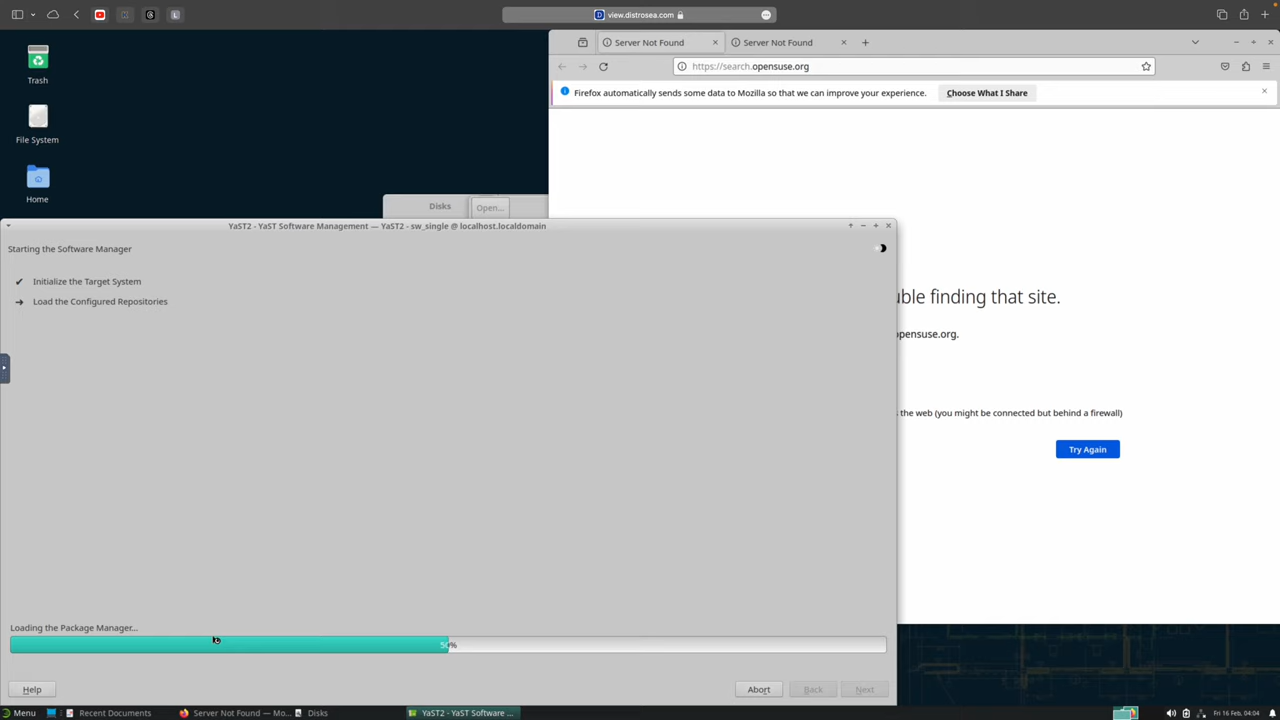 view.distrosea.com
Trash
File System
Home
Server Not Found
Server Not Found
https://search.opensuse.org
Firefox automatically sends some data to Mozilla so that we can improve your experience.
Choose What I Share
Disks
Open...
YaST2 - YaST Software Management — YaST2 - sw_single @ localhost.localdomain
Starting the Software Manager
Initialize the Target System
Load the Configured Repositories
uble finding that site.
opensuse.org.
the web (you might be connected but behind a firewall)
Try Again
Loading the Package Manager...
50%
Help
Abort
Back
Next
Menu
Recent Documents
Server Not Found — Mo...
Disks
YaST2 - YaST Software ...
Fri 16 Feb, 04:04